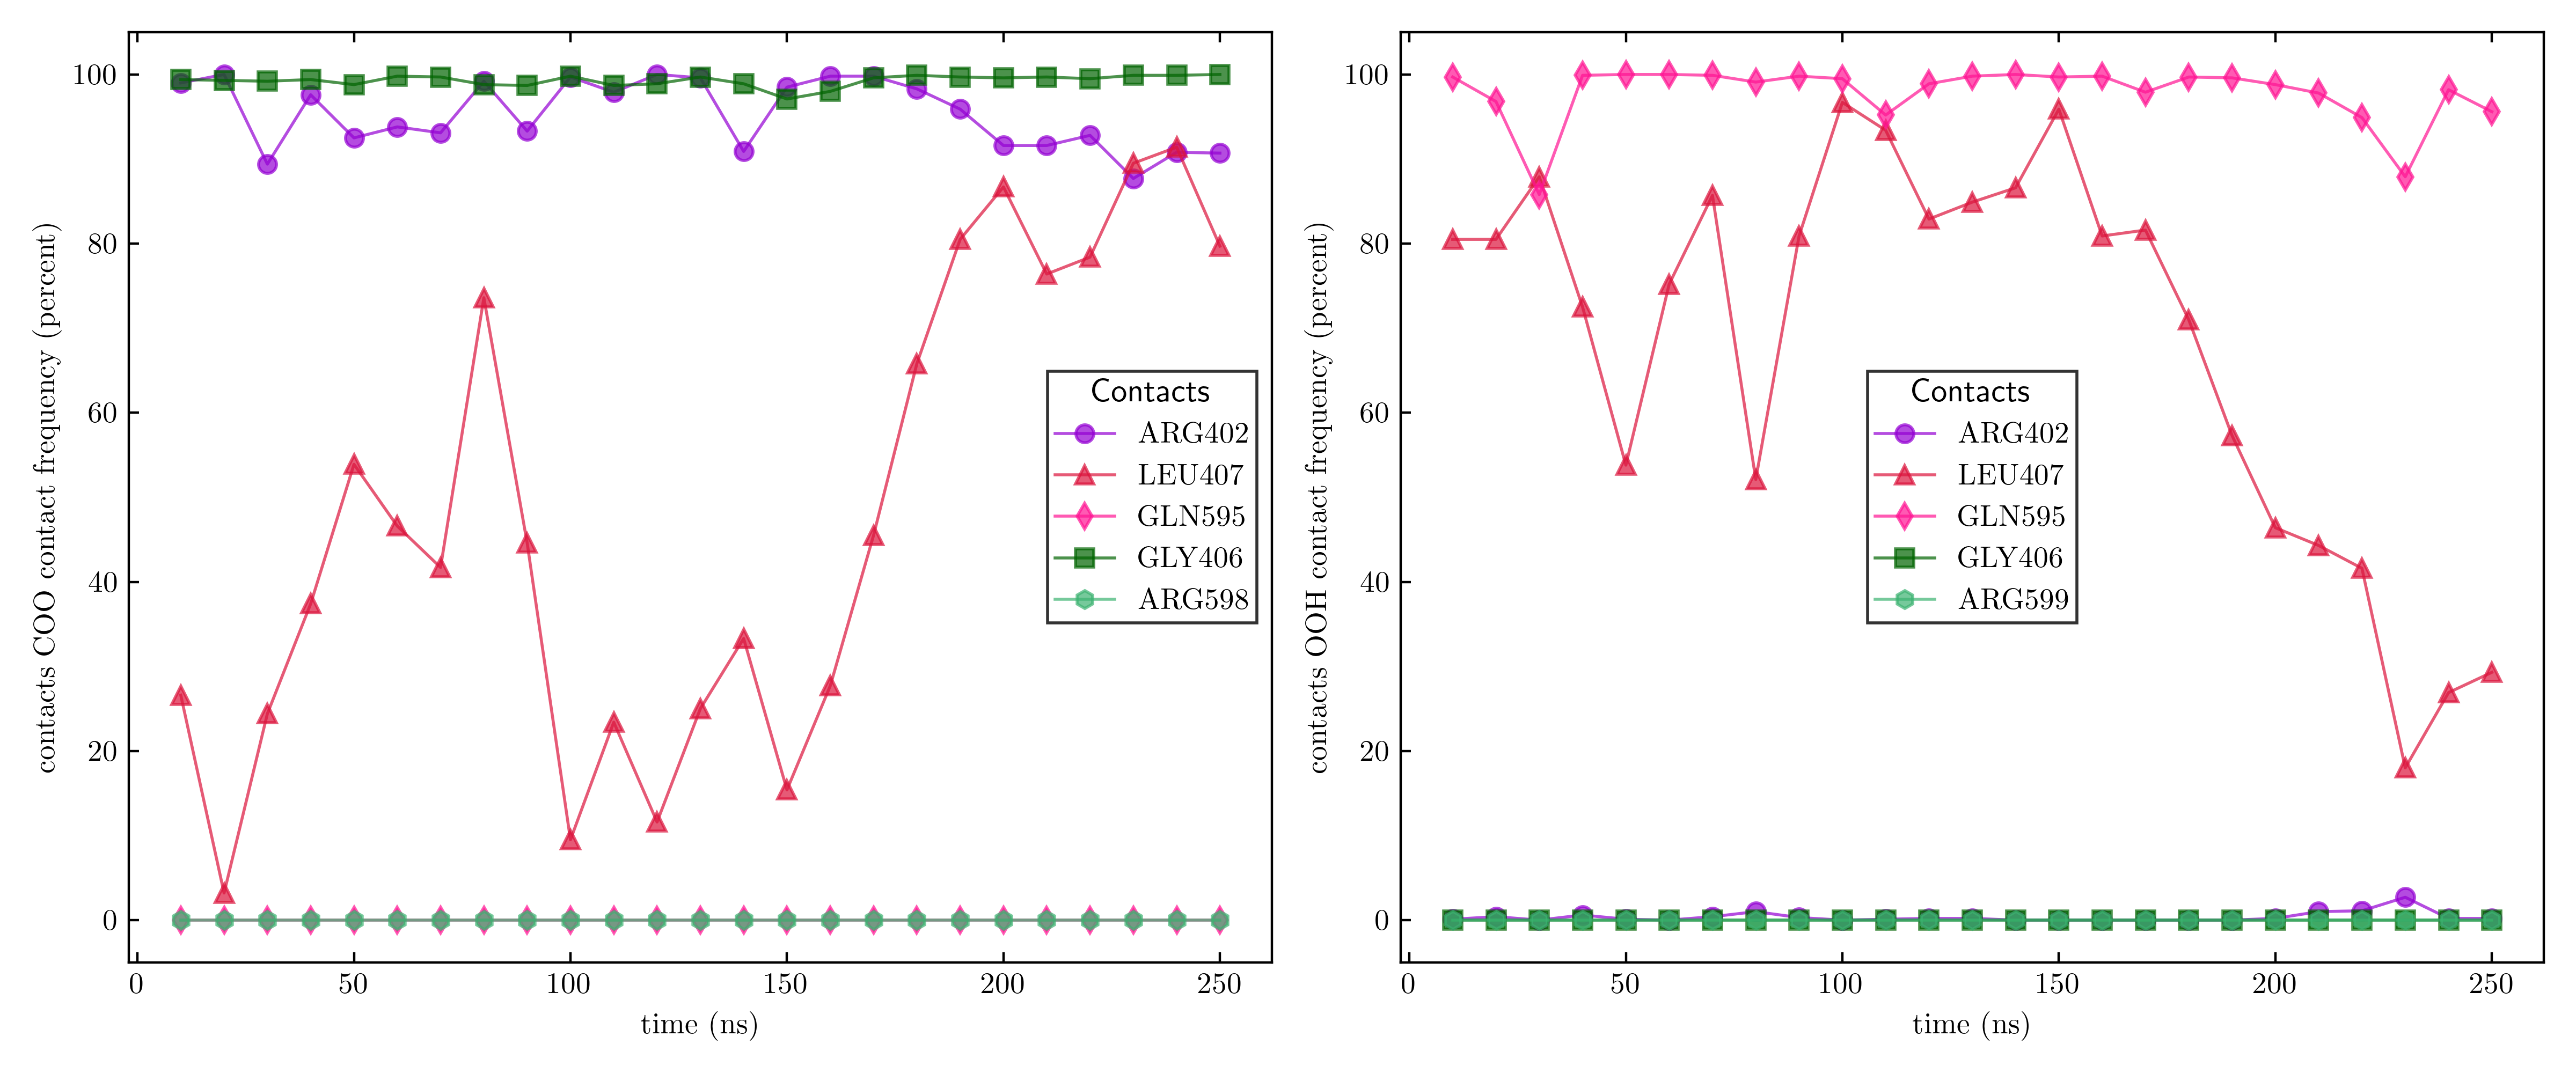 contacts COO contact frequency (percent)
100
80
60
40
20
0
0 50 100 150 200 250
time (ns)
Contacts
ARG402
LEU407
GLN595
GLY406
ARG598
contacts OOH contact frequency (percent)
100
80
60
40
20
0
0 50 100 150 200 250
time (ns)
Contacts
ARG402
LEU407
GLN595
GLY406
ARG599